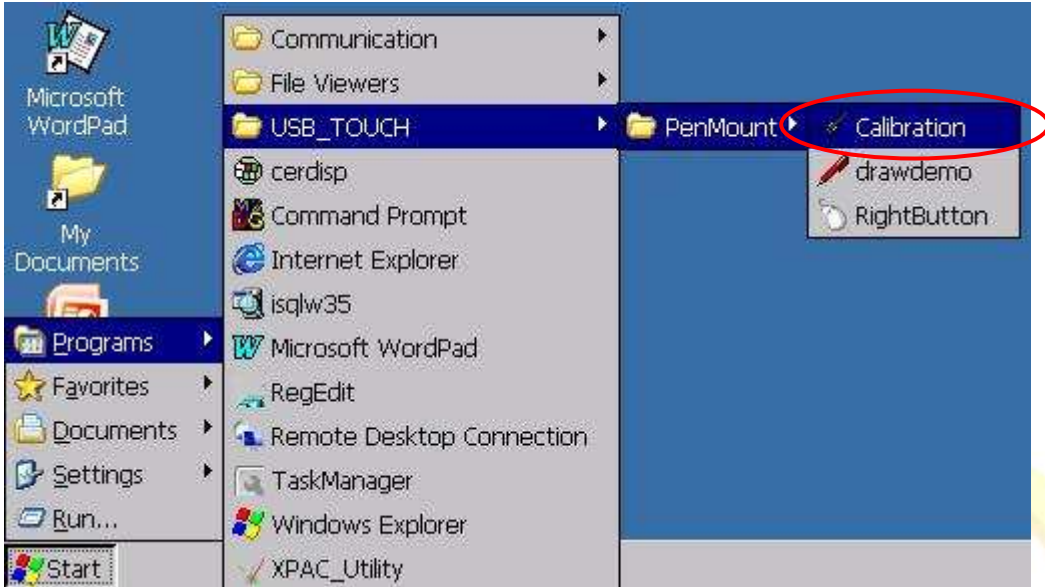 Microsoft
WordPad
My
Documents
Programs
Favorites
Documents
Settings
Run...
Start
Communication
File Viewers
USB_TOUCH
cerdisp
Command Prompt
Internet Explorer
isqlw35
Microsoft WordPad
RegEdit
Remote Desktop Connection
TaskManager
Windows Explorer
XPAC_Utility
PenMount
Calibration
drawdemo
RightButton